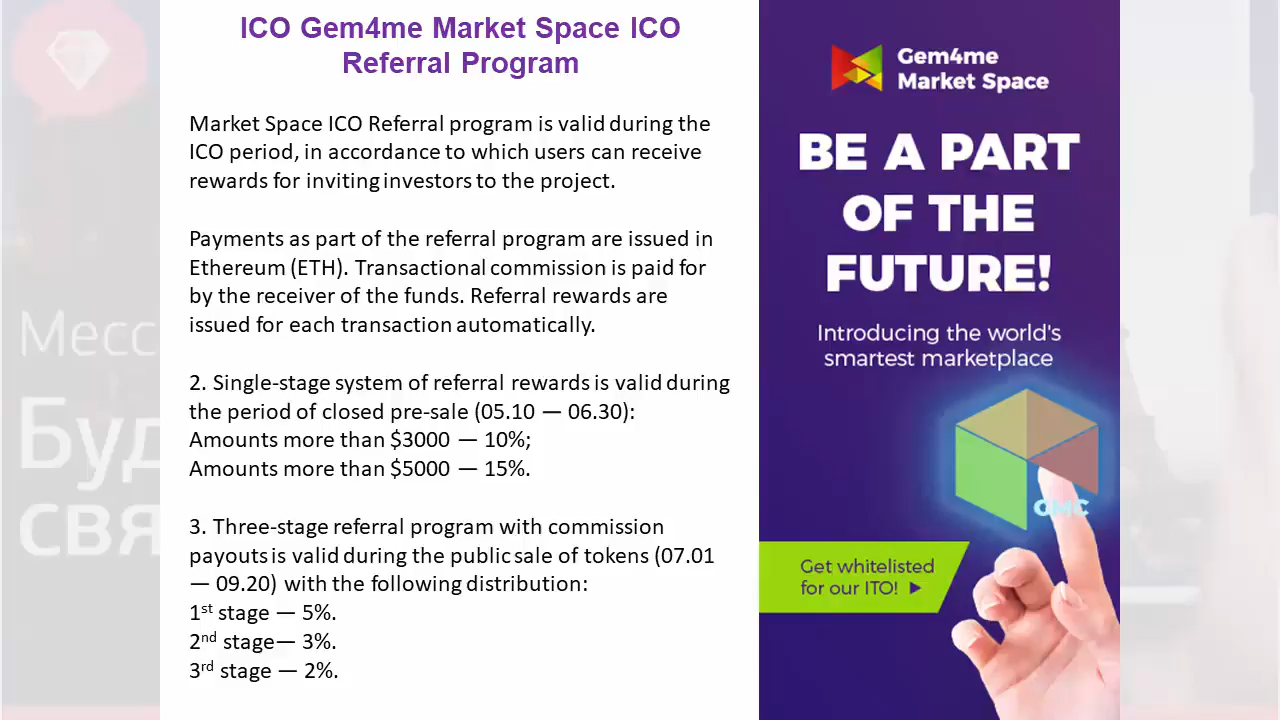 ICO Gem4me Market Space ICO
Referral Program
Market Space ICO Referral program is valid during the
ICO period, in accordance to which users can receive
rewards for inviting investors to the project.
Payments as part of the referral program are issued in
Ethereum (ETH). Transactional commission is paid for
by the receiver of the funds. Referral rewards are
issued for each transaction automatically.
2. Single-stage system of referral rewards is valid during
the period of closed pre-sale (05.10 — 06.30):
Amounts more than $3000 — 10%;
Amounts more than $5000 — 15%.
3. Three-stage referral program with commission
payouts is valid during the public sale of tokens (07.01
— 09.20) with the following distribution:
1st stage — 5%.
2nd stage— 3%.
3rd stage — 2%.
Gem4me
Market Space
BE A PART
OF THE
FUTURE!
Introducing the world's
smartest marketplace
GMC
Get whitelisted
for our ITO! ►
Месс
Буд
свя